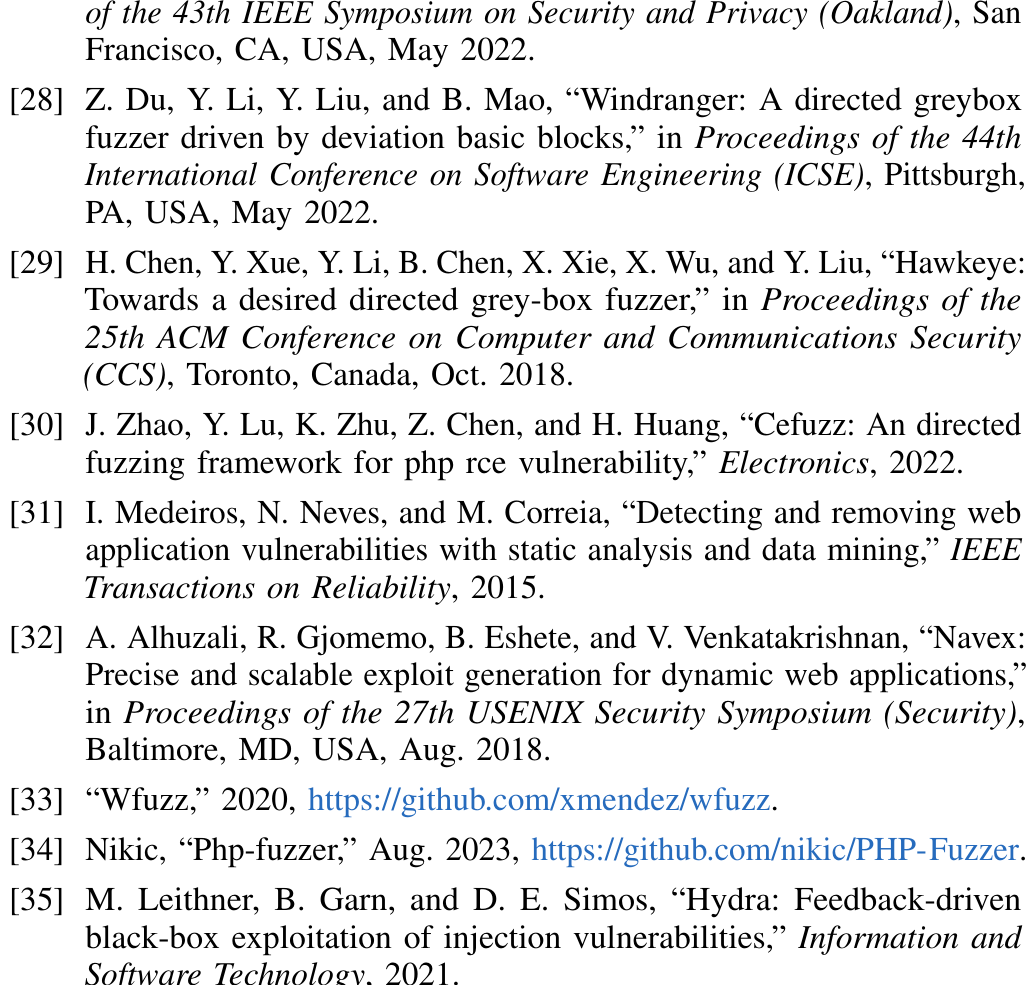 of the 43th IEEE Symposium on Security and Privacy (Oakland), San
Francisco, CA, USA, May 2022.
[28] Z. Du, Y. Li, Y. Liu, and B. Mao, “Windranger: A directed greybox
fuzzer driven by deviation basic blocks,” in Proceedings of the 44th
International Conference on Software Engineering (ICSE), Pittsburgh,
PA, USA, May 2022.
[29] H. Chen, Y. Xue, Y. Li, B. Chen, X. Xie, X. Wu, and Y. Liu, “Hawkeye:
Towards a desired directed grey-box fuzzer,” in Proceedings of the
25th ACM Conference on Computer and Communications Security
(CCS), Toronto, Canada, Oct. 2018.
[30] J. Zhao, Y. Lu, K. Zhu, Z. Chen, and H. Huang, “Cefuzz: An directed
fuzzing framework for php rce vulnerability,” Electronics, 2022.
[31] I. Medeiros, N. Neves, and M. Correia, “Detecting and removing web
application vulnerabilities with static analysis and data mining,” IEEE
Transactions on Reliability, 2015.
[32] A. Alhuzali, R. Gjomemo, B. Eshete, and V. Venkatakrishnan, “Navex:
Precise and scalable exploit generation for dynamic web applications,”
in Proceedings of the 27th USENIX Security Symposium (Security),
Baltimore, MD, USA, Aug. 2018.
[33] “Wfuzz,” 2020, https://github.com/xmendez/wfuzz.
[34] Nikic, “Php-fuzzer,” Aug. 2023, https://github.com/nikic/PHP-Fuzzer.
[35] M. Leithner, B. Garn, and D. E. Simos, “Hydra: Feedback-driven
black-box exploitation of injection vulnerabilities,” Information and
Software Technology, 2021.